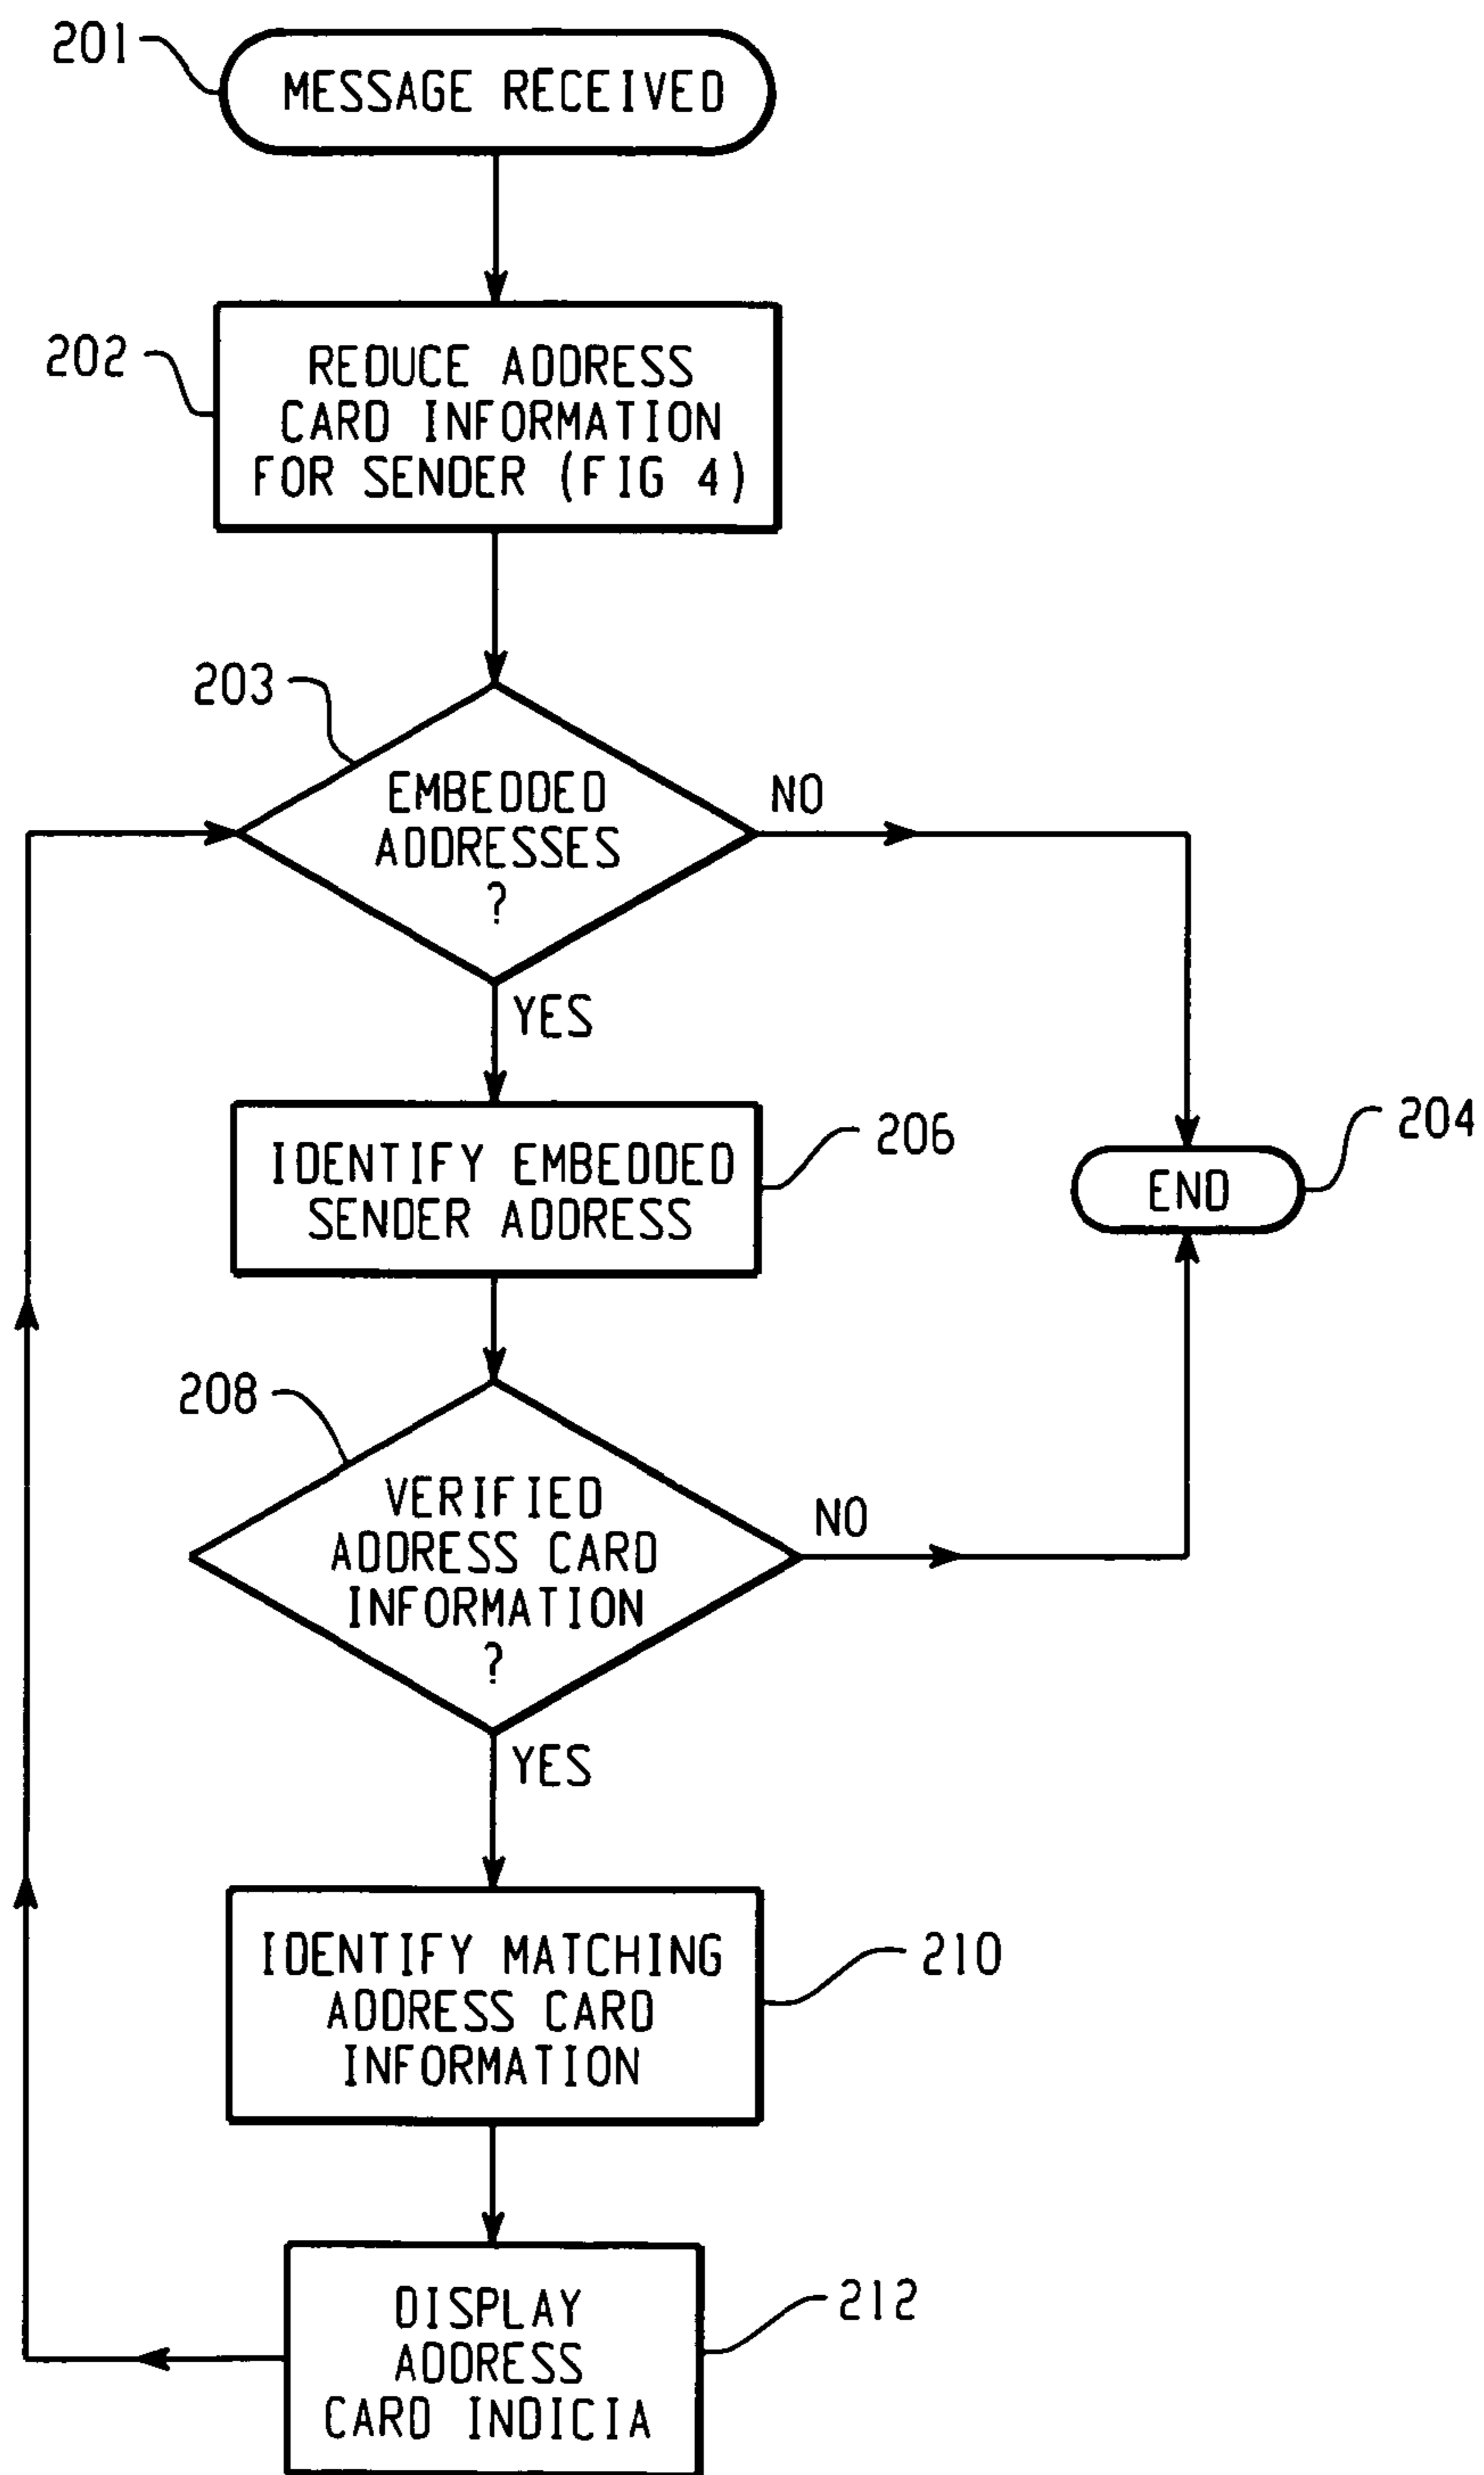 201
MESSAGE RECEIVED
202
REDUCE ADDRESS
CARD INFORMATION
FOR SENDER (FIG 4)
203
EMBEDDED
ADDRESSES
?
NO
YES
IDENTIFY EMBEDDED
SENDER ADDRESS
206
END
204
208
VERIFIED
ADDRESS CARD
INFORMATION
?
NO
YES
IDENTIFY MATCHING
ADDRESS CARD
INFORMATION
210
DISPLAY
ADDRESS
CARD INDICIA
212